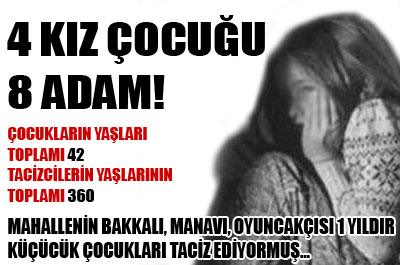 4 KIZ ÇOCUĞU
8 ADAM!
ÇOCUKLARIN YAŞLARI
TOPLAMI 42
TACİZCİLERİN YAŞLARININ
TOPLAMI 360
MAHALLENİN BAKKALI, MANAVI, OYUNCAKÇISI 1 YILDIR
KÜÇÜCÜK ÇOCUKLARI TACİZ EDİYORMUŞ...